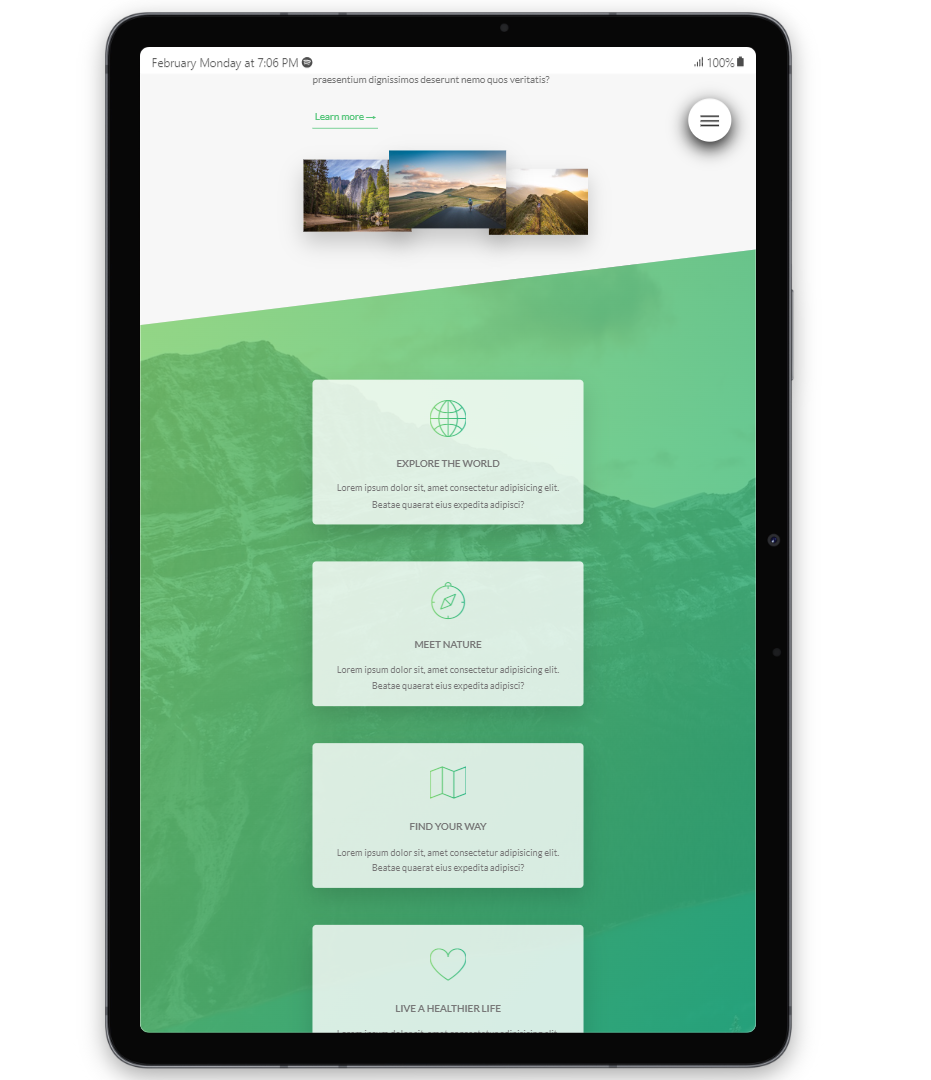 February Monday at 7:06 PM
100%
praesentium dignissimos deserunt nemo quos veritatis?
Learn more →
EXPLORE THE WORLD
Lorem ipsum dolor sit, amet consectetur adipisicing elit.
Beatae quaerat eius expedita adipisci?
MEET NATURE
Lorem ipsum dolor sit, amet consectetur adipisicing elit.
Beatae quaerat eius expedita adipisci?
FIND YOUR WAY
Lorem ipsum dolor sit, amet consectetur adipisicing elit.
Beatae quaerat eius expedita adipisci?
LIVE A HEALTHIER LIFE